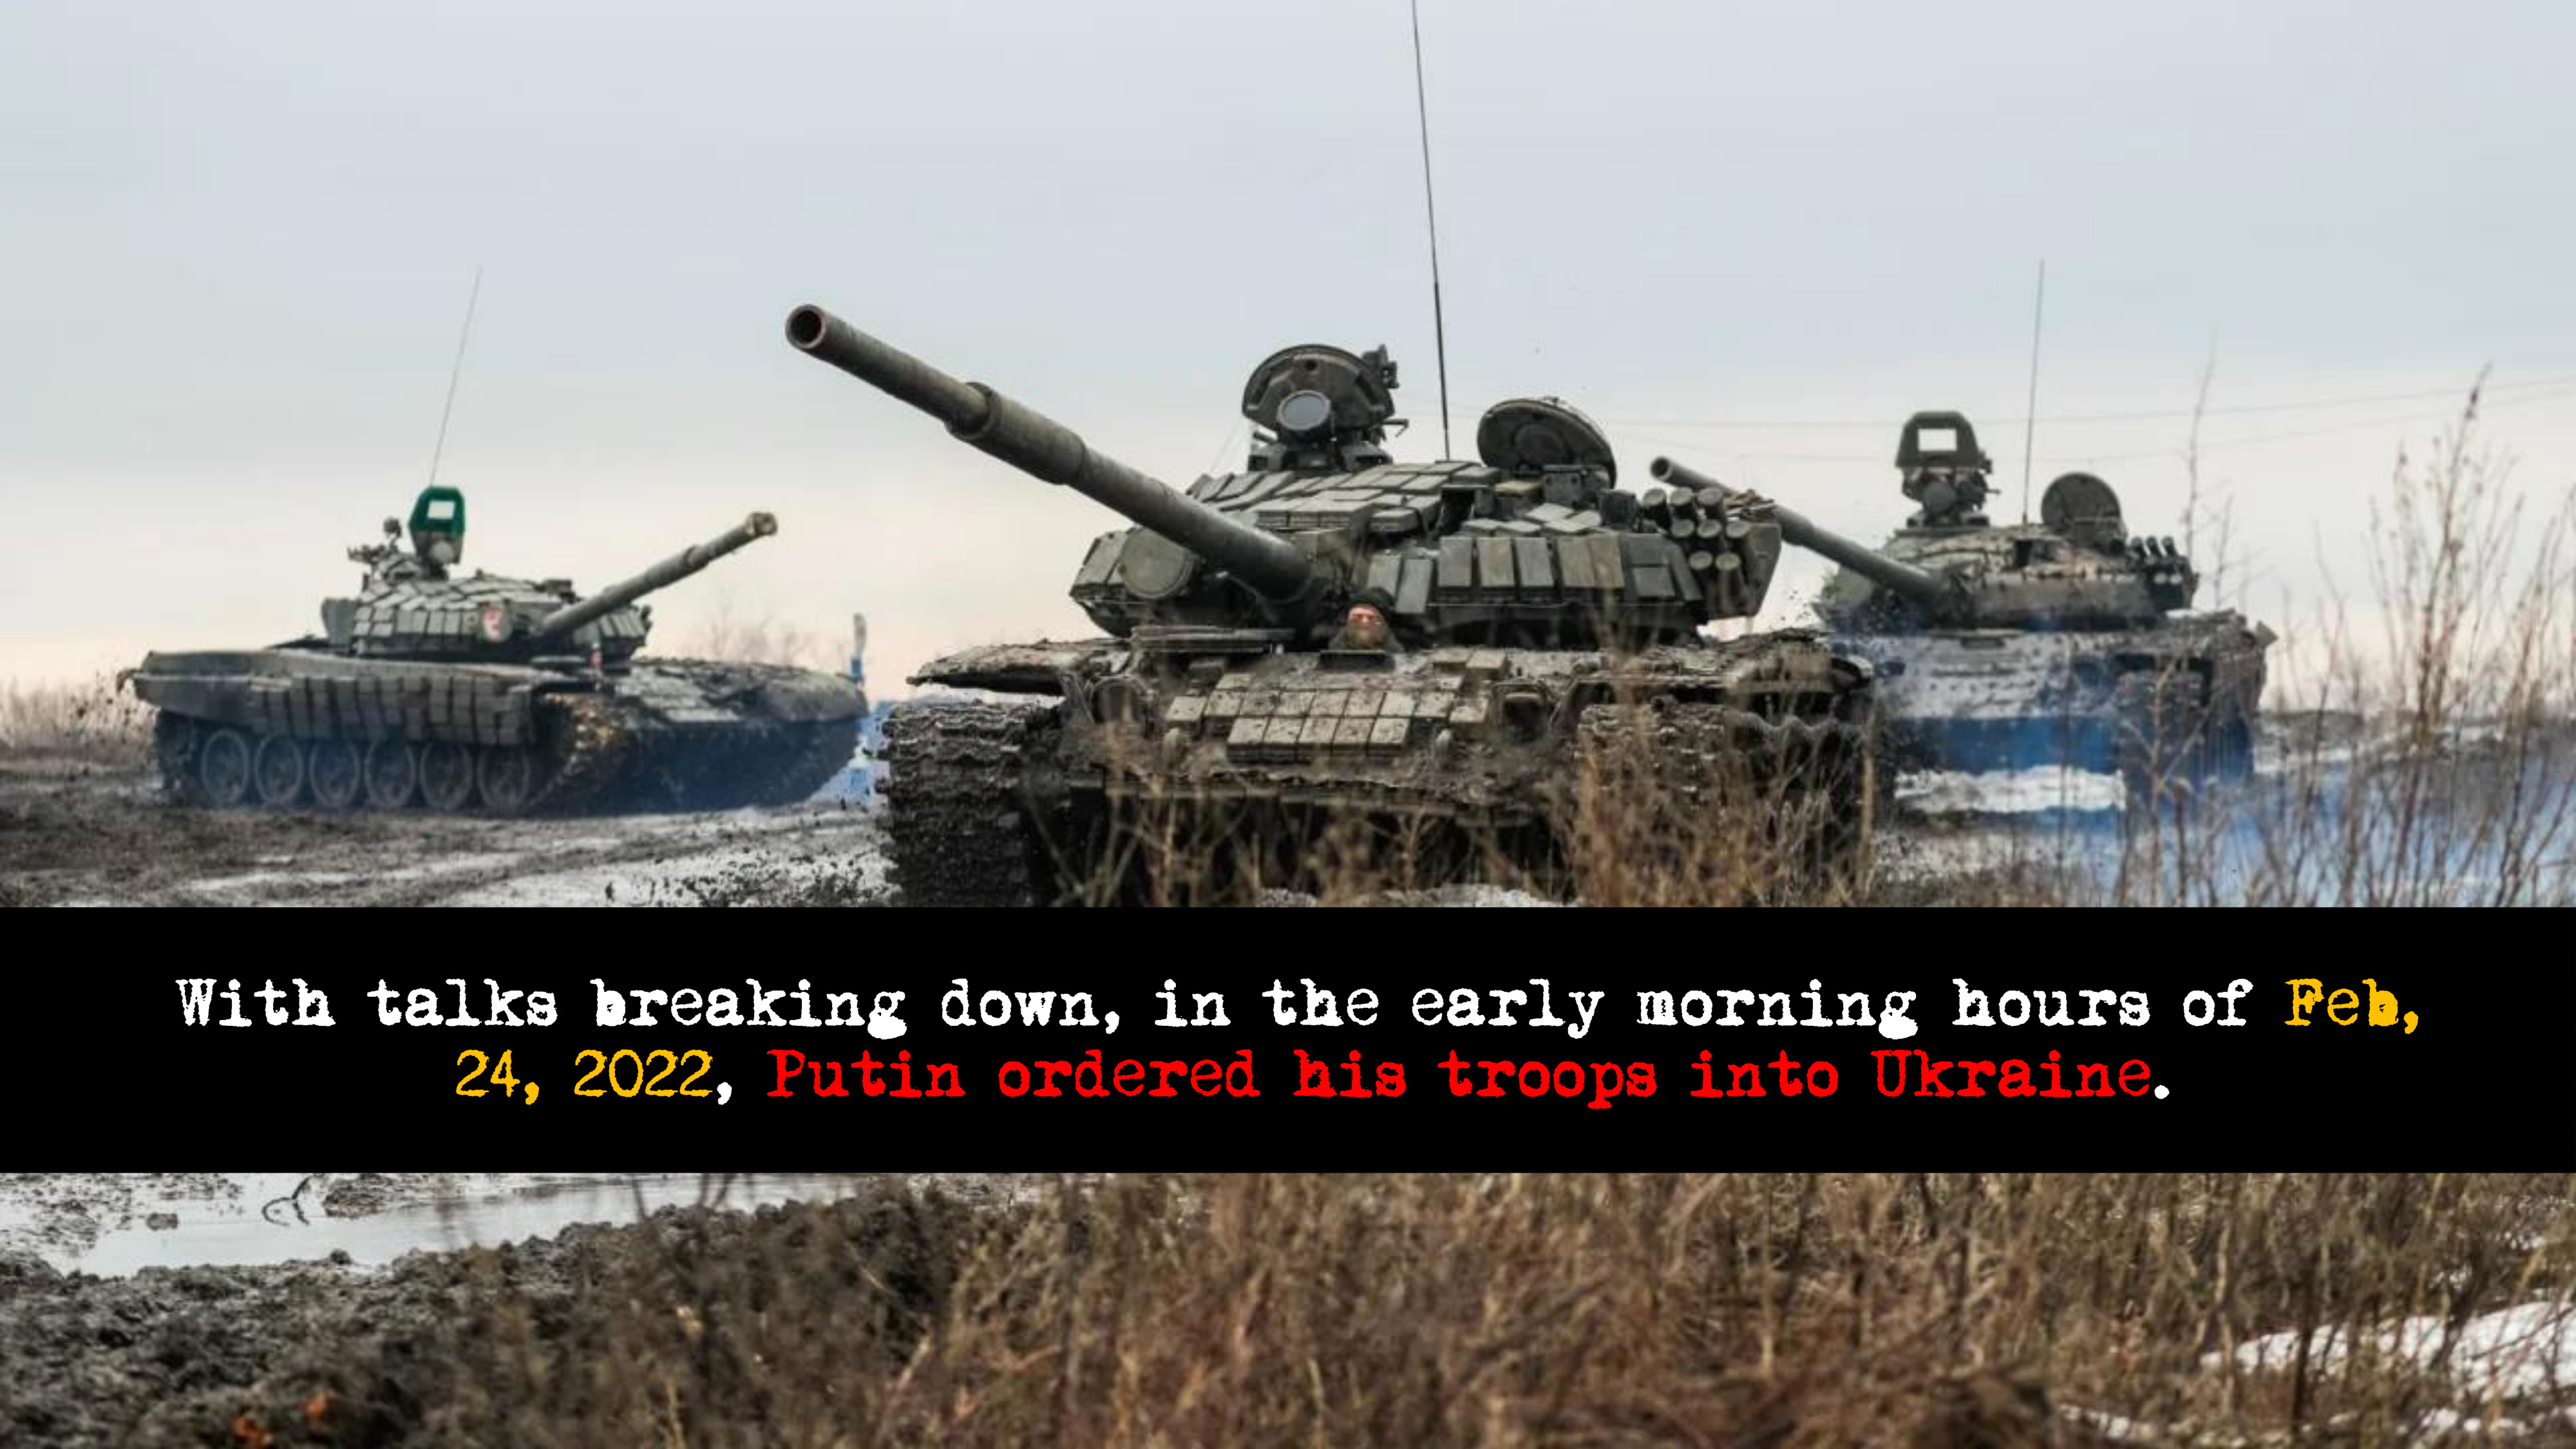 With talks breaking down, in the early morning hours of Feb,
24, 2022, Putin ordered his troops into Ukraine.